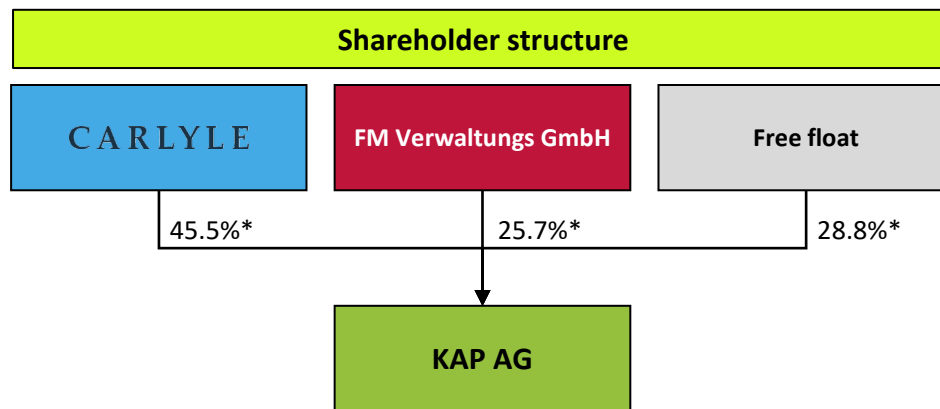 Shareholder structure
CARLYLE
FM Verwaltungs GmbH
Free float
45.5%*
25.7%*
28.8%*
KAP AG